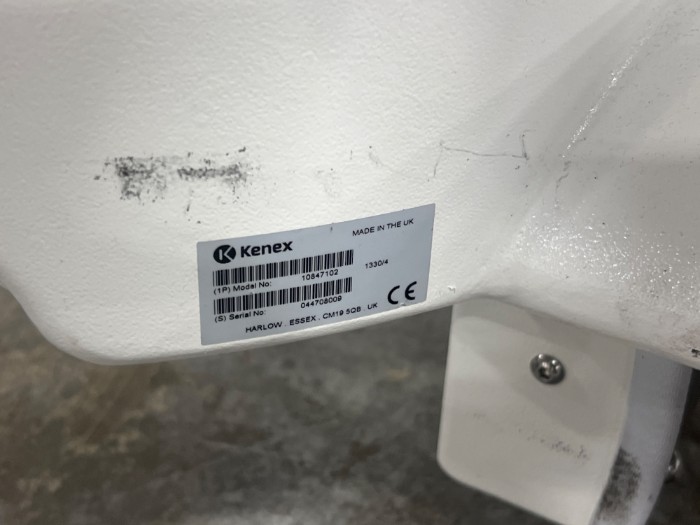 Kenex
MADE IN THE UK
(1P) Model No: 10847102
1330/4
(S) Serial No: 044708009
CE
HARLOW . ESSEX . CM19 5QB . UK